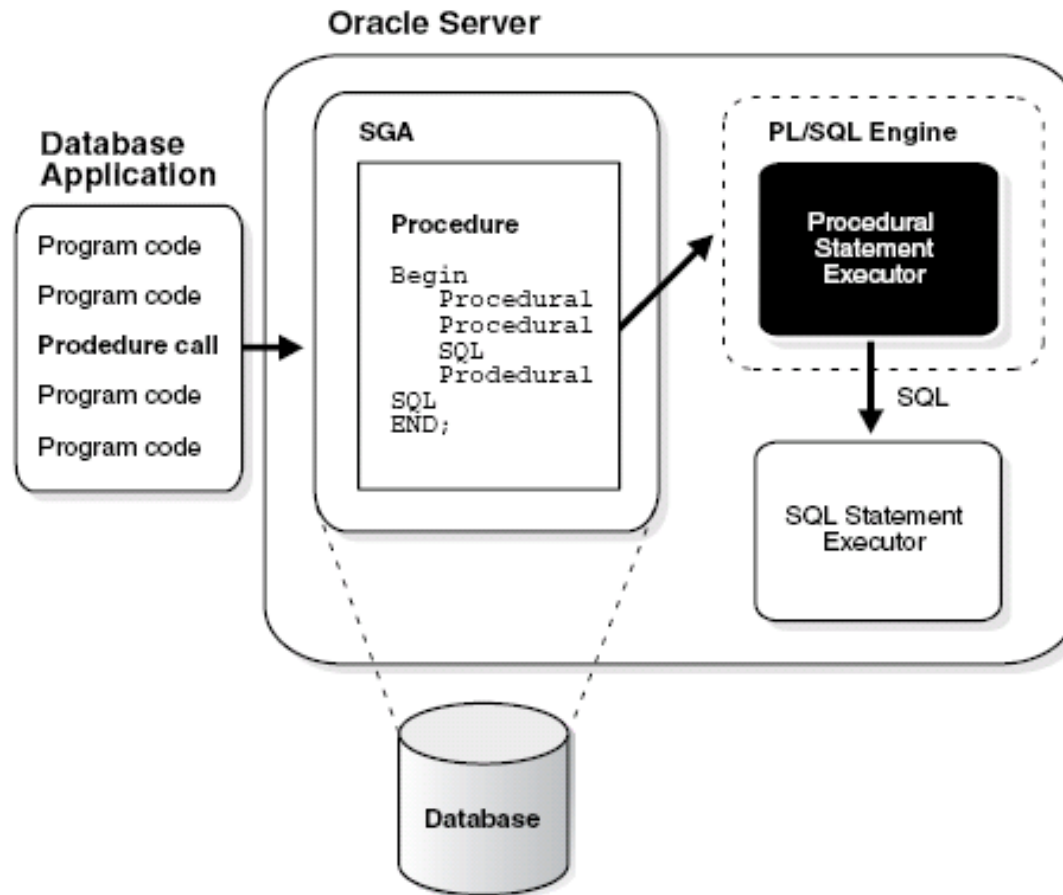 Oracle Server
Database
Application
Program code
Program code
Prodedure call
Program code
Program code
SGA
Procedure
Begin
Procedural
Procedural
SQL
Prodedural
SQL
END;
PL/SQL Engine
Procedural
Statement
Executor
SQL
SQL Statement
Executor
Database